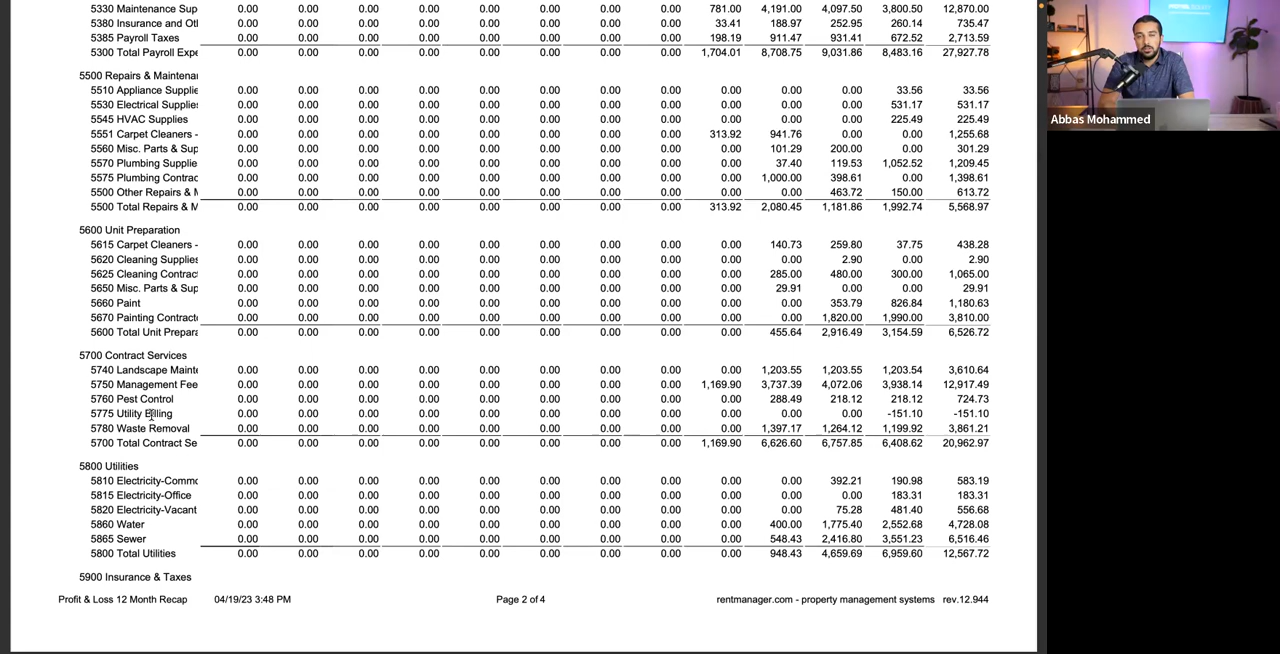 5330 Maintenance Sup 0.00 0.00 0.00 0.00 0.00 0.00 0.00 0.00 781.00 4,191.00 4,097.50 3,800.50 12,870.00
5380 Insurance and Otl 0.00 0.00 0.00 0.00 0.00 0.00 0.00 0.00 33.41 188.97 252.95 260.14 735.47
5385 Payroll Taxes 0.00 0.00 0.00 0.00 0.00 0.00 0.00 0.00 198.19 911.47 931.41 672.52 2,713.59
5300 Total Payroll Expe 0.00 0.00 0.00 0.00 0.00 0.00 0.00 0.00 1,704.01 8,708.75 9,031.86 8,483.16 27,927.78
5500 Repairs & Maintenar
5510 Appliance Supplie 0.00 0.00 0.00 0.00 0.00 0.00 0.00 0.00 0.00 0.00 0.00 33.56 33.56
5530 Electrical Supplies 0.00 0.00 0.00 0.00 0.00 0.00 0.00 0.00 0.00 0.00 0.00 531.17 531.17
5545 HVAC Supplies 0.00 0.00 0.00 0.00 0.00 0.00 0.00 0.00 0.00 0.00 0.00 225.49 225.49
5551 Carpet Cleaners - 0.00 0.00 0.00 0.00 0.00 0.00 0.00 0.00 313.92 941.76 0.00 0.00 1,255.68
5560 Misc. Parts & Sup 0.00 0.00 0.00 0.00 0.00 0.00 0.00 0.00 0.00 101.29 200.00 0.00 301.29
5570 Plumbing Supplie 0.00 0.00 0.00 0.00 0.00 0.00 0.00 0.00 0.00 37.40 119.53 1,052.52 1,209.45
5575 Plumbing Contrac 0.00 0.00 0.00 0.00 0.00 0.00 0.00 0.00 0.00 1,000.00 398.61 0.00 1,398.61
5500 Other Repairs & M 0.00 0.00 0.00 0.00 0.00 0.00 0.00 0.00 0.00 0.00 463.72 150.00 613.72
5500 Total Repairs & M 0.00 0.00 0.00 0.00 0.00 0.00 0.00 0.00 313.92 2,080.45 1,181.86 1,992.74 5,568.97
5600 Unit Preparation
5615 Carpet Cleaners - 0.00 0.00 0.00 0.00 0.00 0.00 0.00 0.00 0.00 140.73 259.80 37.75 438.28
5620 Cleaning Supplies 0.00 0.00 0.00 0.00 0.00 0.00 0.00 0.00 0.00 0.00 2.90 0.00 2.90
5625 Cleaning Contract 0.00 0.00 0.00 0.00 0.00 0.00 0.00 0.00 0.00 285.00 480.00 300.00 1,065.00
5650 Misc. Parts & Sup 0.00 0.00 0.00 0.00 0.00 0.00 0.00 0.00 0.00 29.91 0.00 0.00 29.91
5660 Paint 0.00 0.00 0.00 0.00 0.00 0.00 0.00 0.00 0.00 0.00 353.79 826.84 1,180.63
5670 Painting Contracto 0.00 0.00 0.00 0.00 0.00 0.00 0.00 0.00 0.00 0.00 1,820.00 1,990.00 3,810.00
5600 Total Unit Prepara 0.00 0.00 0.00 0.00 0.00 0.00 0.00 0.00 0.00 455.64 2,916.49 3,154.59 6,526.72
5700 Contract Services
5740 Landscape Mainte 0.00 0.00 0.00 0.00 0.00 0.00 0.00 0.00 0.00 1,203.55 1,203.55 1,203.54 3,610.64
5750 Management Fee 0.00 0.00 0.00 0.00 0.00 0.00 0.00 0.00 1,169.90 3,737.39 4,072.06 3,938.14 12,917.49
5760 Pest Control 0.00 0.00 0.00 0.00 0.00 0.00 0.00 0.00 0.00 288.49 218.12 218.12 724.73
5775 Utility Billing 0.00 0.00 0.00 0.00 0.00 0.00 0.00 0.00 0.00 0.00 0.00 -151.10 -151.10
5780 Waste Removal 0.00 0.00 0.00 0.00 0.00 0.00 0.00 0.00 0.00 1,397.17 1,264.12 1,199.92 3,861.21
5700 Total Contract Se 0.00 0.00 0.00 0.00 0.00 0.00 0.00 0.00 1,169.90 6,626.60 6,757.85 6,408.62 20,962.97
5800 Utilities
5810 Electricity-Commo 0.00 0.00 0.00 0.00 0.00 0.00 0.00 0.00 0.00 0.00 392.21 190.98 583.19
5815 Electricity-Office 0.00 0.00 0.00 0.00 0.00 0.00 0.00 0.00 0.00 0.00 0.00 183.31 183.31
5820 Electricity-Vacant 0.00 0.00 0.00 0.00 0.00 0.00 0.00 0.00 0.00 0.00 75.28 481.40 556.68
5860 Water 0.00 0.00 0.00 0.00 0.00 0.00 0.00 0.00 0.00 400.00 1,775.40 2,552.68 4,728.08
5865 Sewer 0.00 0.00 0.00 0.00 0.00 0.00 0.00 0.00 0.00 548.43 2,416.80 3,551.23 6,516.46
5800 Total Utilities 0.00 0.00 0.00 0.00 0.00 0.00 0.00 0.00 0.00 948.43 4,659.69 6,959.60 12,567.72
5900 Insurance & Taxes
Profit & Loss 12 Month Recap 04/19/23 3:48 PM Page 2 of 4 rentmanager.com - property management systems rev.12.944
Abbas Mohammed